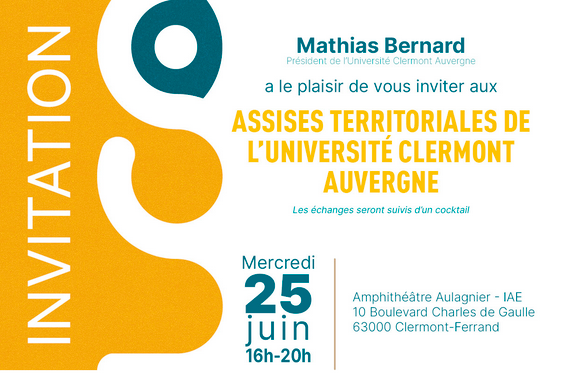 INVITATION
Mathias Bernard
Président de l'Université Clermont Auvergne
a le plaisir de vous inviter aux
ASSISES TERRITORIALES DE
L'UNIVERSITÉ CLERMONT
AUVERGNE
Les échanges seront suivis d'un cocktail
Mercredi
25
juin
16h-20h
Amphithéâtre Aulagnier - IAE
10 Boulevard Charles de Gaulle
63000 Clermont-Ferrand